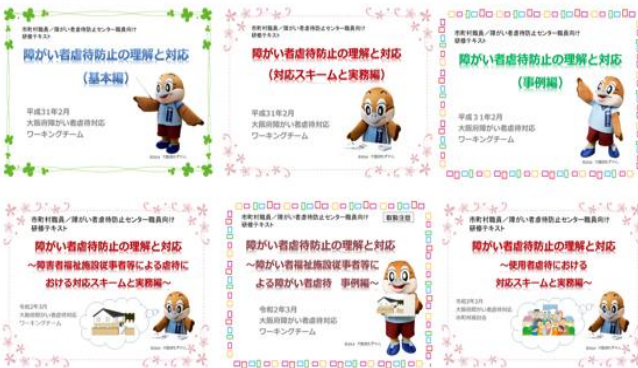 市町村職員/障がい者虐待防止センター職員向け
研修テキスト
障がい者虐待防止の理解と対応
(基本編)
平成31年2月
大阪府障がい者虐待対応
ワーキングチーム
市町村職員/障がい者虐待防止センター職員向け
研修テキスト
障がい者虐待防止の理解と対応
(対応スキームと実務編)
平成31年2月
大阪府障がい者虐待対応
ワーキングチーム
市町村職員/障がい者虐待防止センター職員向け
研修テキスト
障がい者虐待防止の理解と対応
(事例編)
平成31年2月
大阪府障がい者虐待対応
ワーキングチーム
市町村職員/障がい者虐待防止センター職員向け
研修テキスト
障がい者虐待防止の理解と対応
~障害者福祉施設従事者等による虐待に
おける対応スキームと実務編~
令和2年3月
大阪府障がい者虐待対応
ワーキングチーム
市町村職員/障がい者虐待防止センター職員向け
研修テキスト
取扱注意
障がい者虐待防止の理解と対応
~障がい者福祉施設従事者等に
よる障がい者虐待 事例編~
令和2年3月
大阪府障がい者虐待対応
ワーキングチーム
市町村職員/障がい者虐待防止センター職員向け
研修テキスト
障がい者虐待防止の理解と対応
~使用者虐待における
対応スキームと実務編~
大阪府障がい者虐待対応